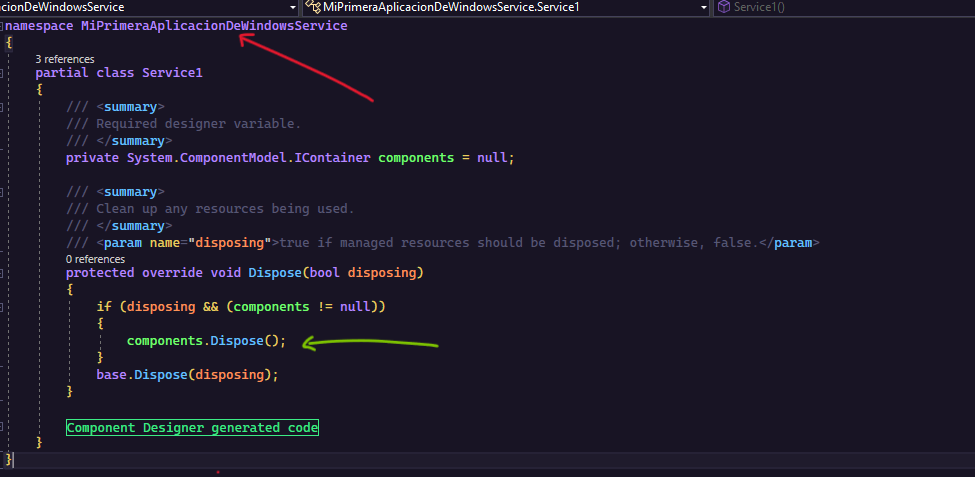 acionDeWindowsService MiPrimeraAplicacionDeWindowsService.Service1 Service1()
namespace MiPrimeraAplicacionDeWindowsService
{
3 references
partial class Service1
{
/// <summary>
/// Required designer variable.
/// </summary>
private System.ComponentModel.IContainer components = null;
/// <summary>
/// Clean up any resources being used.
/// </summary>
/// <param name="disposing">true if managed resources should be disposed; otherwise, false.</param>
0 references
protected override void Dispose(bool disposing)
{
if (disposing && (components != null))
{
components.Dispose();
}
base.Dispose(disposing);
}
Component Designer generated code
}
}